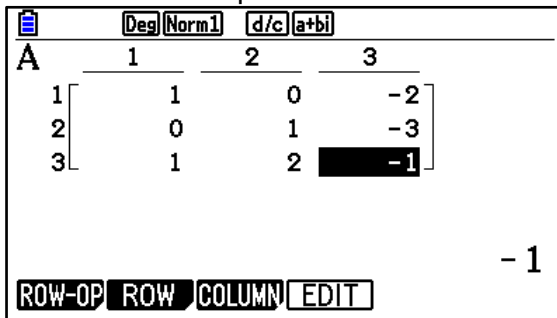 Deg Norm1 d/c a+bi
A 1 2 3
1 1 0 -2
2 0 1 -3
3 1 2 -1
-1
ROW-OP ROW COLUMN EDIT